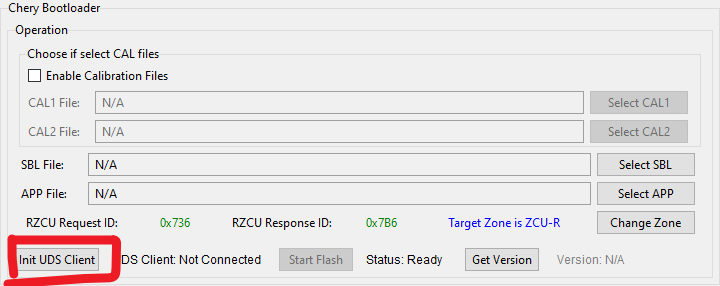 Chery Bootloader
Operation
Choose if select CAL files
Enable Calibration Files
CAL1 File: N/A Select CAL1
CAL2 File: N/A Select CAL2
SBL File: N/A Select SBL
APP File: N/A Select APP
RZCU Request ID: 0x736 RZCU Response ID: 0x7B6 Target Zone is ZCU-R Change Zone
Init UDS Client DS Client: Not Connected Start Flash Status: Ready Get Version Version: N/A